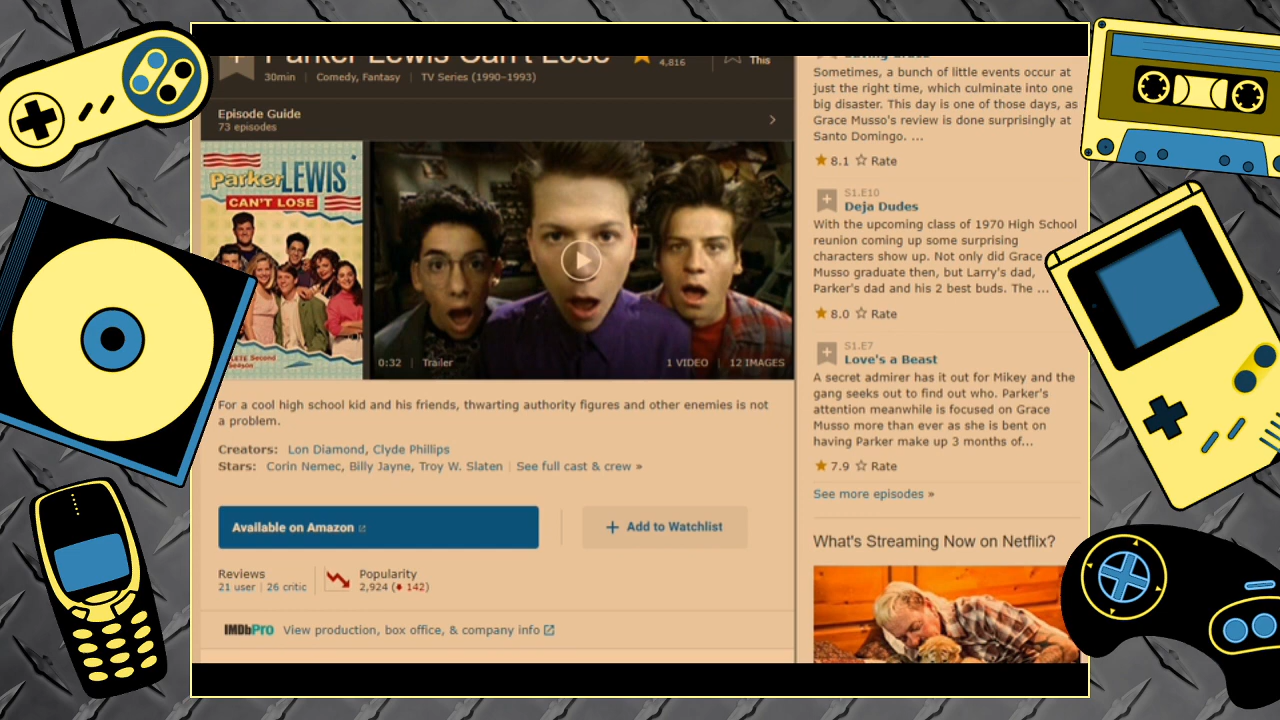 Parker Lewis Can't Lose
4,816
This
30min | Comedy, Fantasy | TV Series (1990–1993)
Episode Guide
73 episodes
Parker LEWIS
CAN'T LOSE
Season
0:32 | Trailer
1 VIDEO | 12 IMAGES
For a cool high school kid and his friends, thwarting authority figures and other enemies is not
a problem.
Creators: Lon Diamond, Clyde Phillips
Stars: Corin Nemec, Billy Jayne, Troy W. Slaten | See full cast & crew »
Available on Amazon
+ Add to Watchlist
Reviews
21 user | 26 critic
Popularity
2,924 (142)
IMDbPro View production, box office, & company info
Sometimes, a bunch of little events occur at
just the right time, which culminate into one
big disaster. This day is one of those days, as
Grace Musso's review is done surprisingly at
Santo Domingo. ...
8.1 Rate
S1.E10
Deja Dudes
With the upcoming class of 1970 High School
reunion coming up some surprising
characters show up. Not only did Grace
Musso graduate then, but Larry's dad,
Parker's dad and his 2 best buds. The ...
8.0 Rate
S1.E7
Love's a Beast
A secret admirer has it out for Mikey and the
gang seeks out to find out who. Parker's
attention meanwhile is focused on Grace
Musso more than ever as she is bent on
having Parker make up 3 months of...
7.9 Rate
See more episodes »
What's Streaming Now on Netflix?